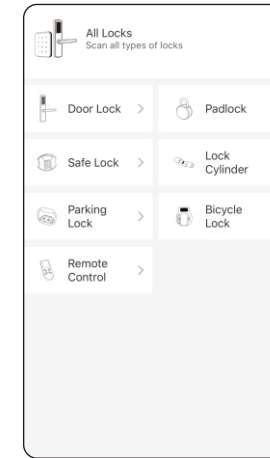 All Locks
Scan all types of locks
Door Lock
Padlock
Safe Lock
Lock
Cylinder
Parking
Lock
Bicycle
Lock
Remote
Control